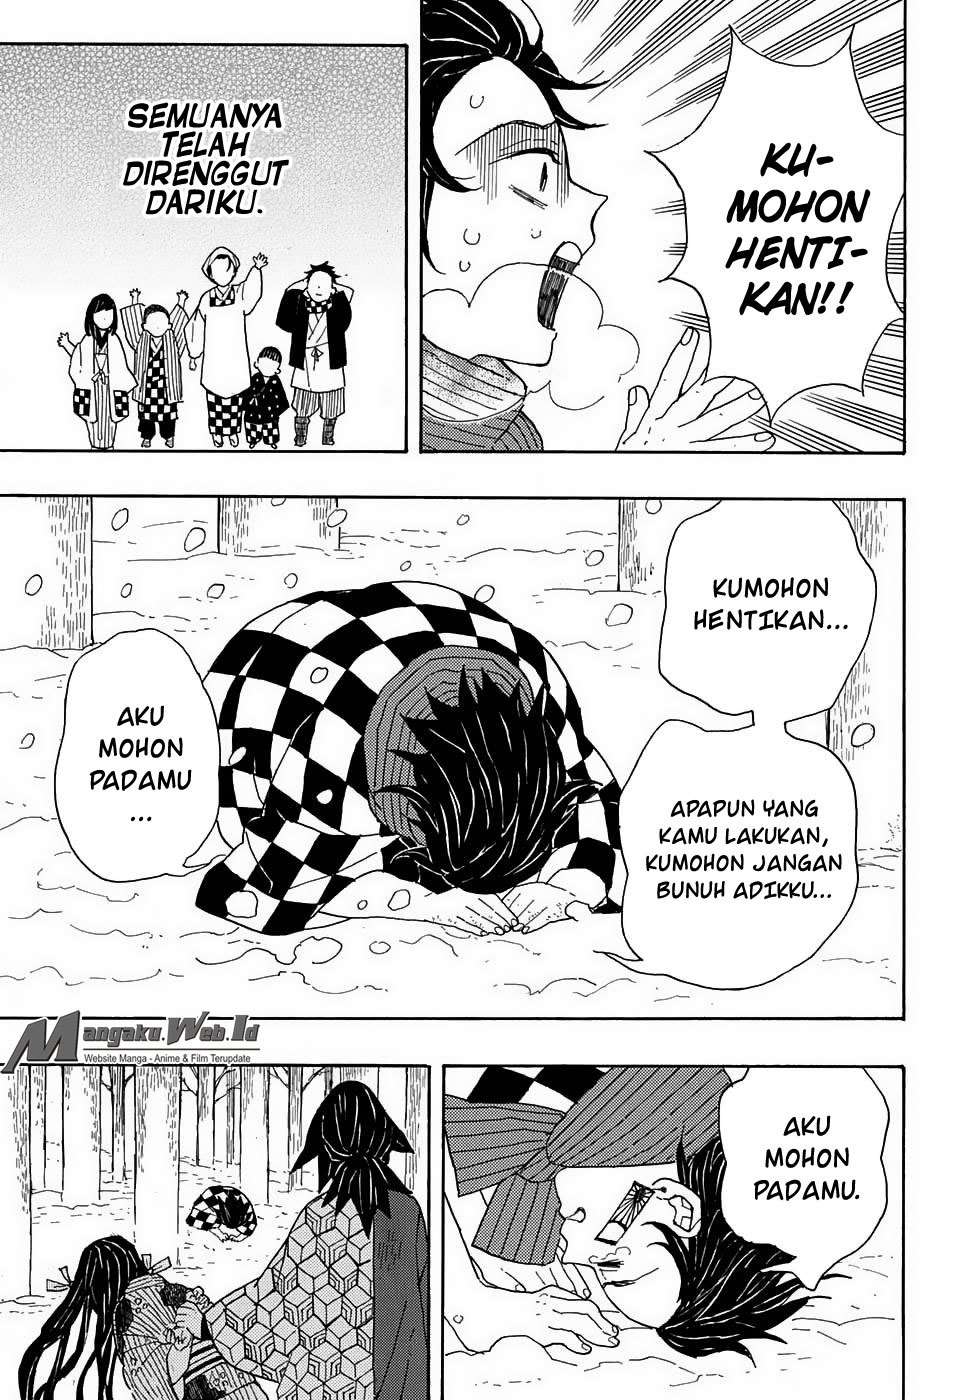 KU-
MOHON
HENTI-
KAN!!
SEMUANYA
TELAH
DIRENGGUT
DARIKU.
KUMOHON
HENTIKAN...
APAPUN YANG
KAMU LAKUKAN,
KUMOHON JANGAN
BUNUH ADIKKU...
AKU
MOHON
PADAMU
...
Mangaku.Web.Id
Website Manga - Anime & Film Terupdate
AKU
MOHON
PADAMU.